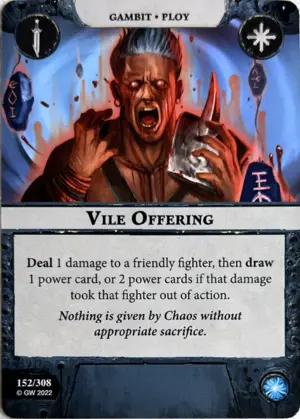 GAMBIT • PLOY
VILE OFFERING
Deal 1 damage to a friendly fighter, then draw
1 power card, or 2 power cards if that damage
took that fighter out of action.
Nothing is given by Chaos without
appropriate sacrifice.
152/308
© GW 2022